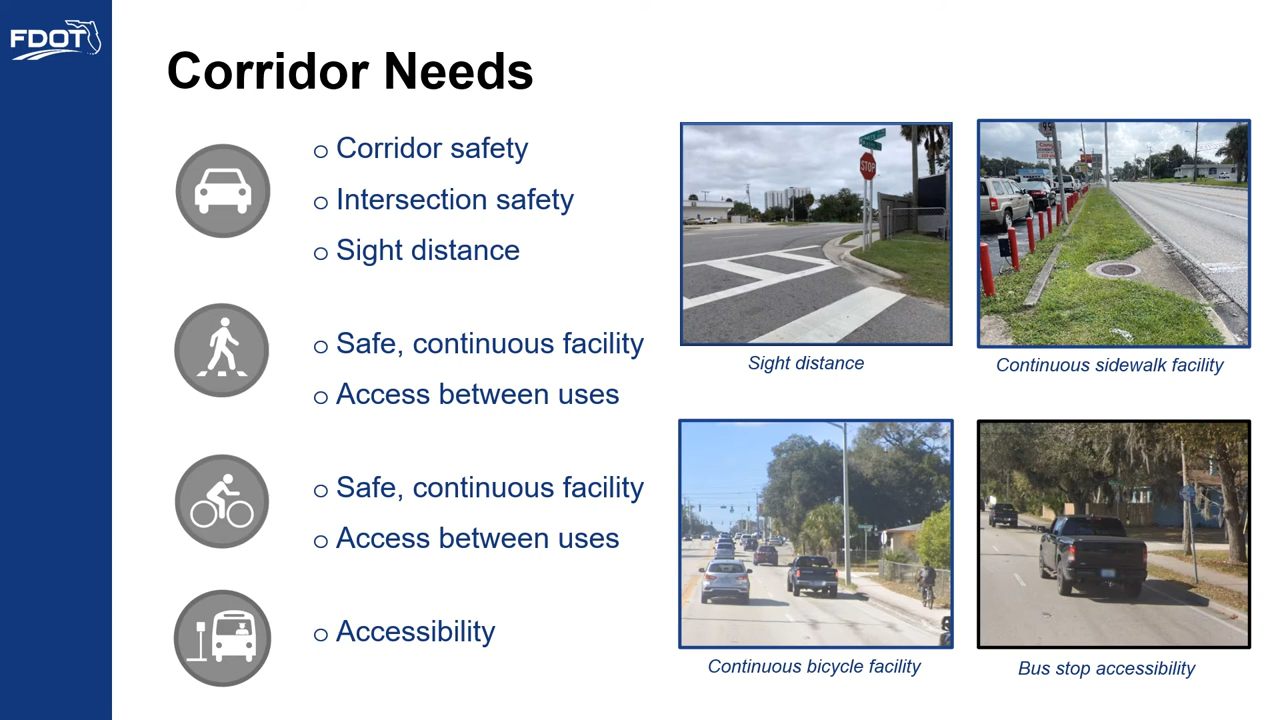 FDOT
Corridor Needs
o Corridor safety
o Intersection safety
o Sight distance
o Safe, continuous facility
o Access between uses
o Safe, continuous facility
o Access between uses
o Accessibility
STOP
Sight distance
Continuous sidewalk facility
Continuous bicycle facility
Bus stop accessibility